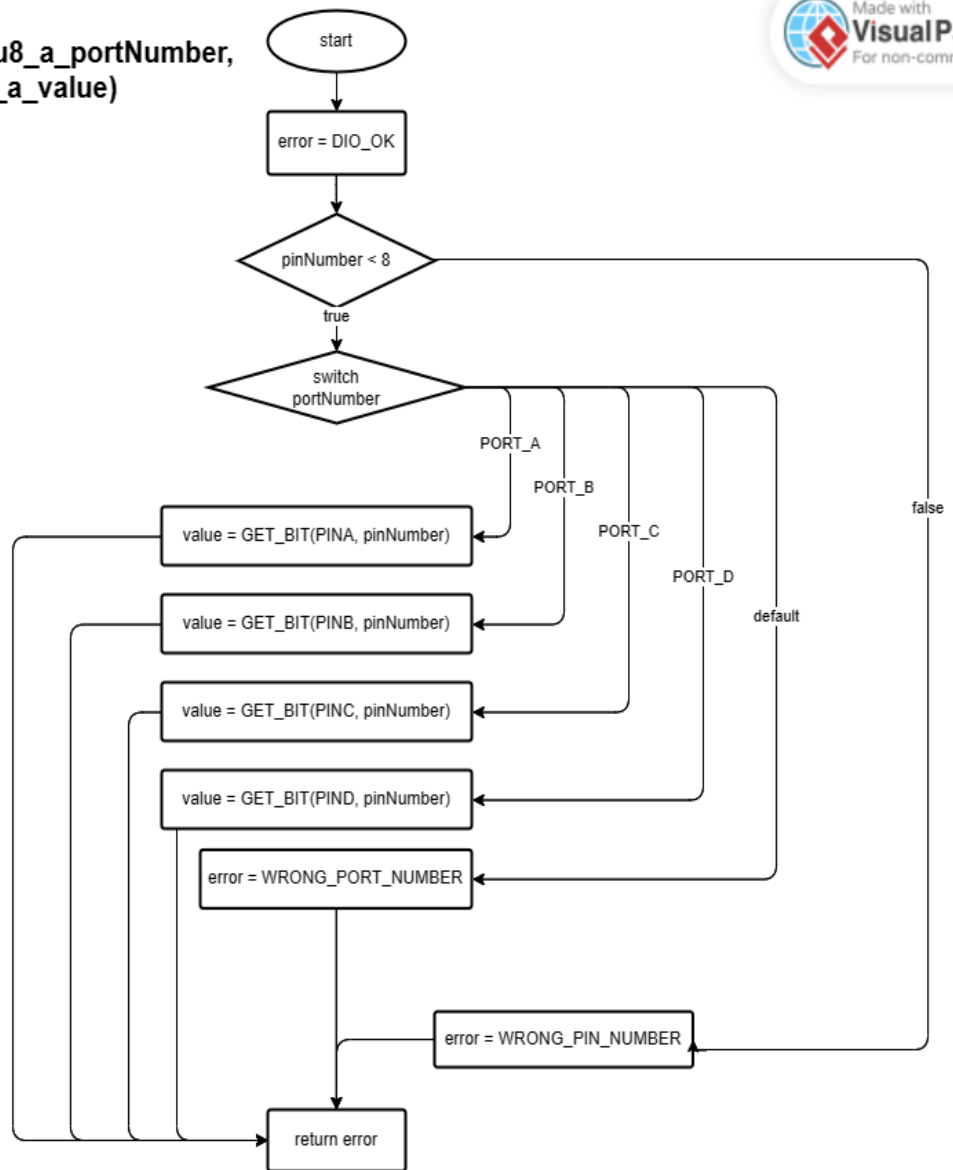 u8_a_portNumber,
_a_value)
Made with
Visual P
For non-comm
start
error = DIO_OK
pinNumber < 8
true
switch
portNumber
PORT_A
PORT_B
PORT_C
PORT_D
default
false
value = GET_BIT(PINA, pinNumber)
value = GET_BIT(PINB, pinNumber)
value = GET_BIT(PINC, pinNumber)
value = GET_BIT(PIND, pinNumber)
error = WRONG_PORT_NUMBER
error = WRONG_PIN_NUMBER
return error